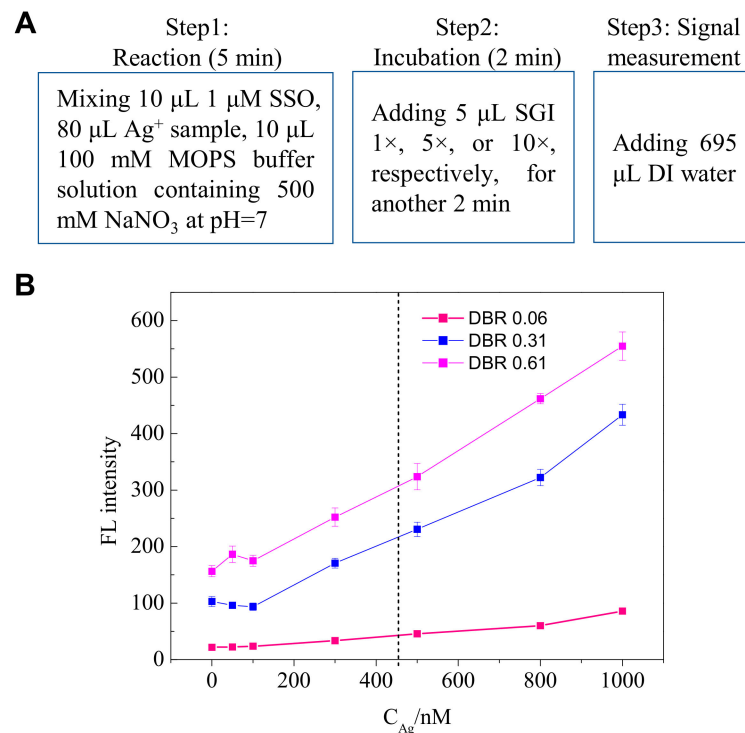 A
Step1:
Reaction (5 min)
Mixing 10 μL 1 μM SSO,
80 μL Ag⁺ sample, 10 μL
100 mM MOPS buffer
solution containing 500
mM NaNO₃ at pH=7
Step2:
Incubation (2 min)
Adding 5 μL SGI
1×, 5×, or 10×,
respectively, for
another 2 min
Step3: Signal
measurement
Adding 695
μL DI water
B
DBR 0.06
DBR 0.31
DBR 0.61
600
500
400
300
200
100
0
FL intensity
0 200 400 600 800 1000
C_Ag/nM